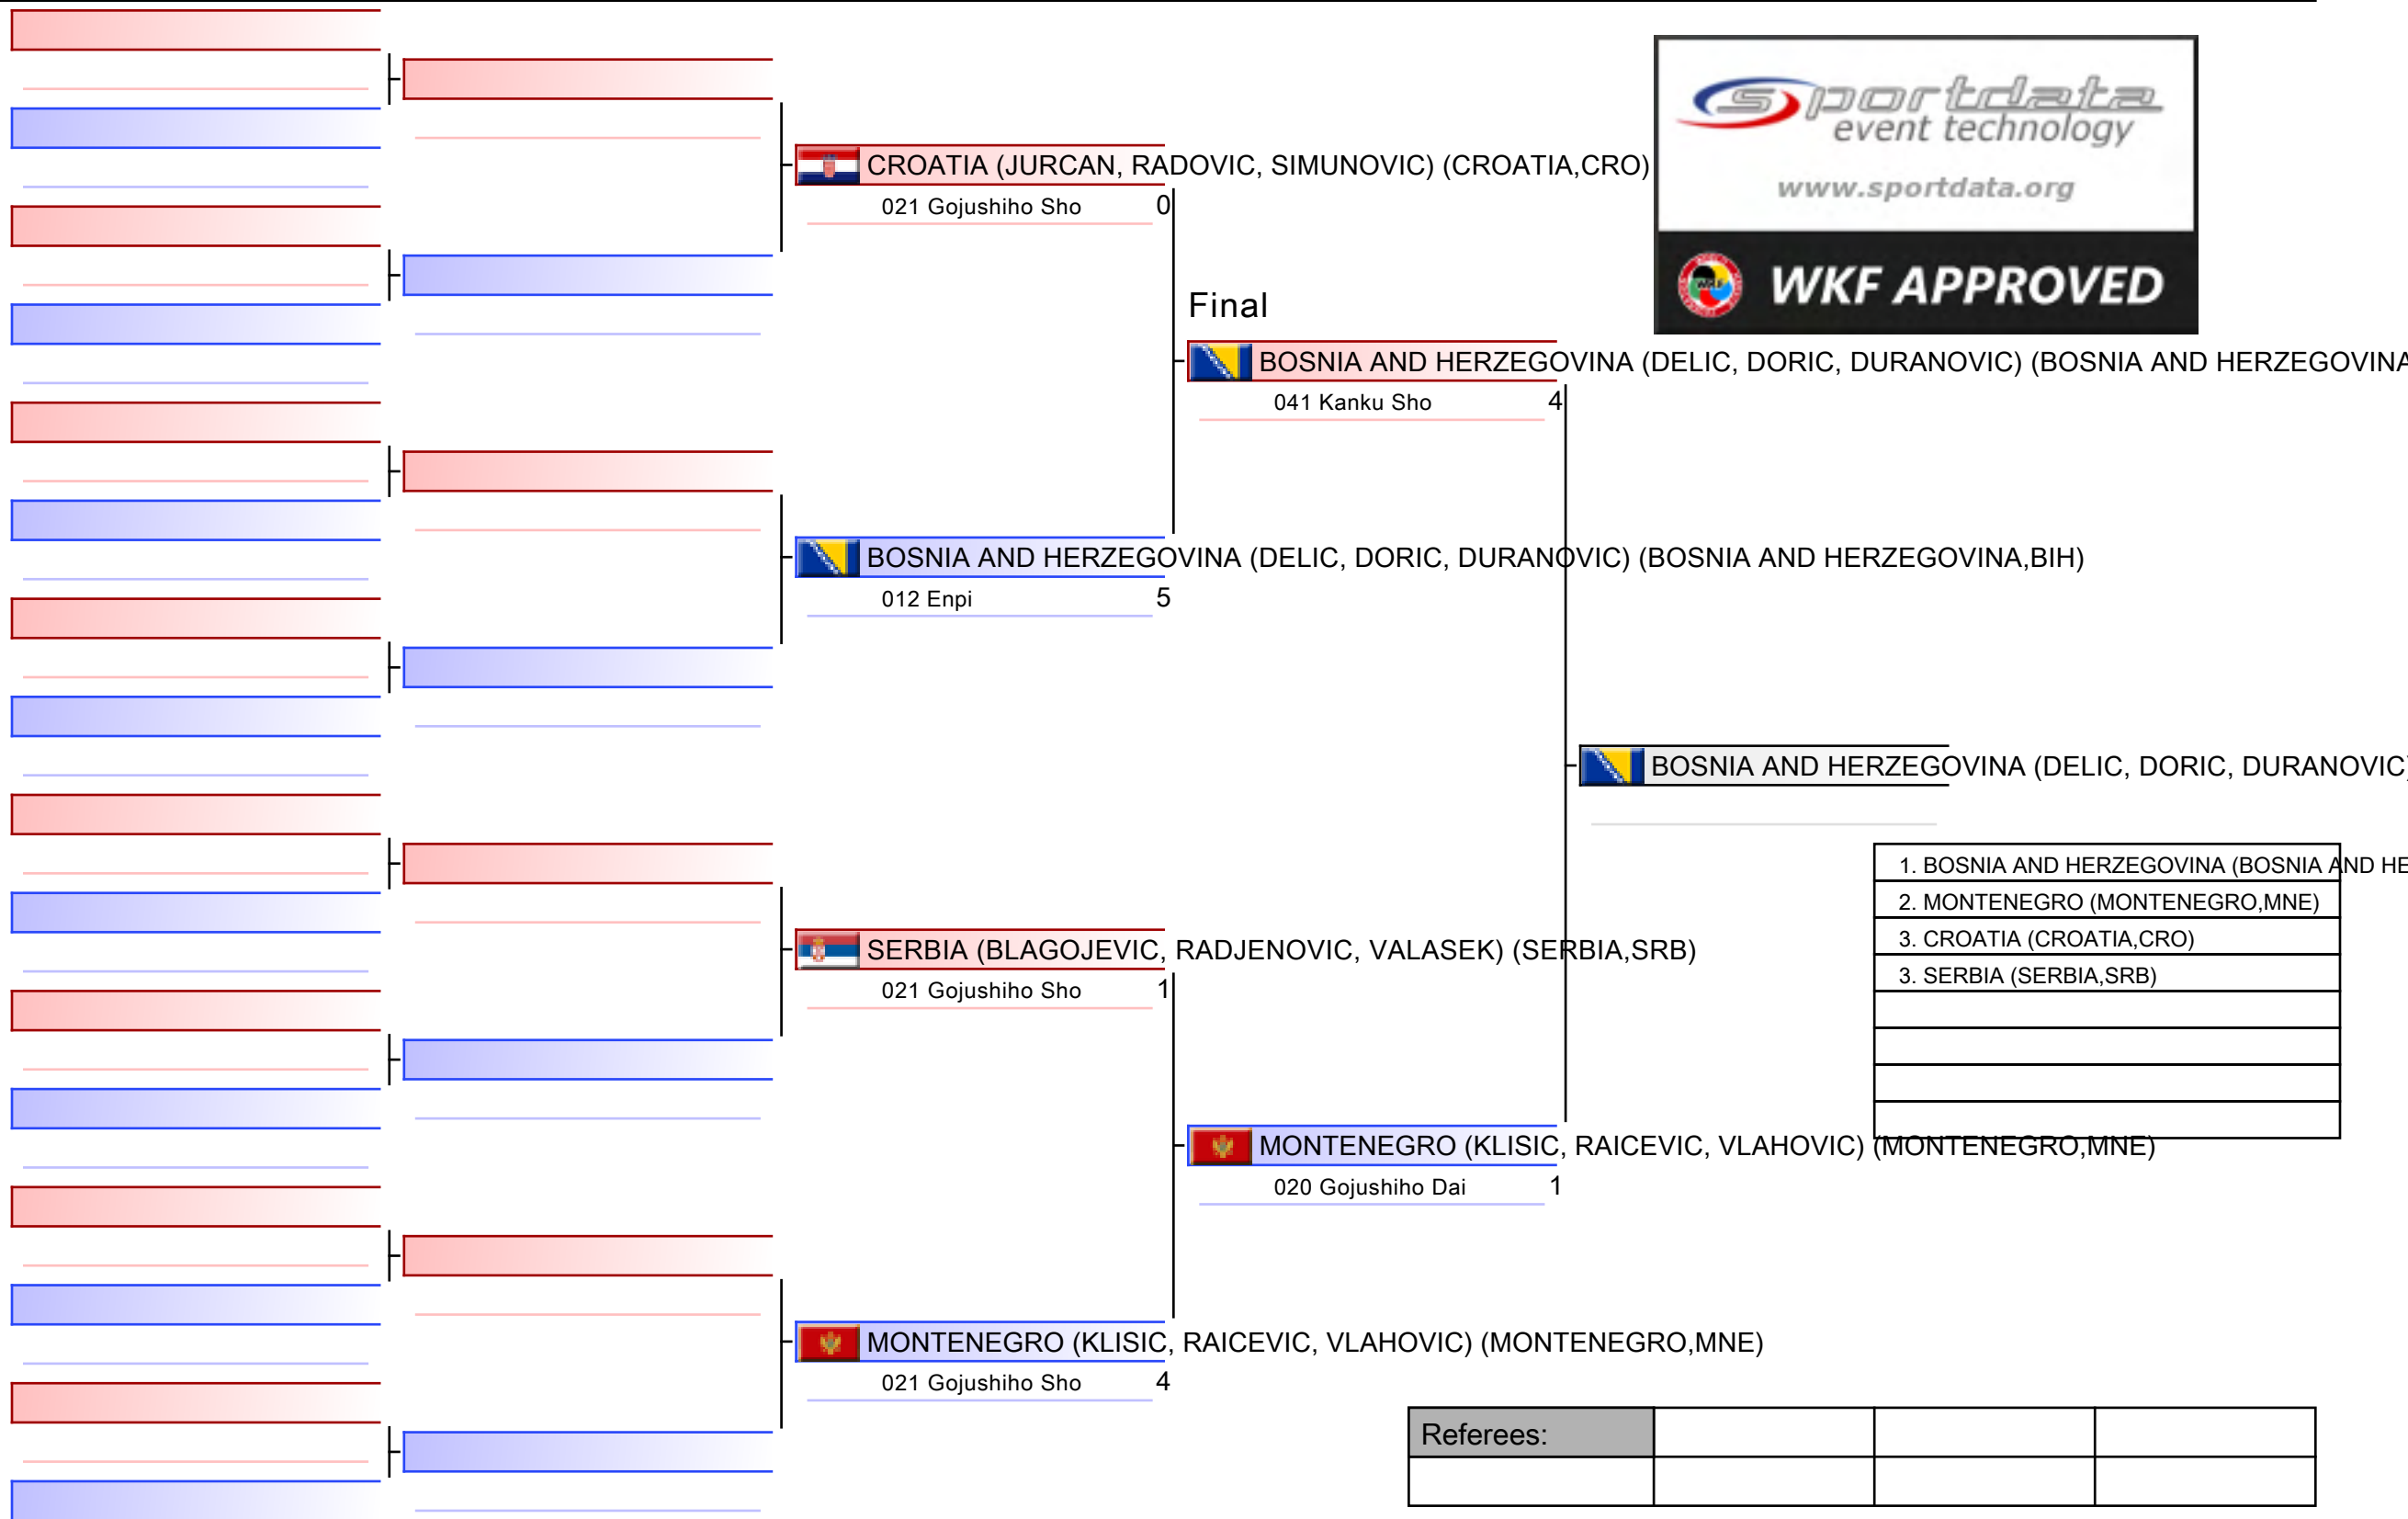 sportdata
event technology
www.sportdata.org
WKF APPROVED
CROATIA (JURCAN, RADOVIC, SIMUNOVIC) (CROATIA,CRO)
021 Gojushiho Sho 0
Final
BOSNIA AND HERZEGOVINA (DELIC, DORIC, DURANOVIC) (BOSNIA AND HERZEGOVINA
041 Kanku Sho 4
BOSNIA AND HERZEGOVINA (DELIC, DORIC, DURANOVIC) (BOSNIA AND HERZEGOVINA,BIH)
012 Enpi 5
BOSNIA AND HERZEGOVINA (DELIC, DORIC, DURANOVIC)
1. BOSNIA AND HERZEGOVINA (BOSNIA AND HE
2. MONTENEGRO (MONTENEGRO,MNE)
3. CROATIA (CROATIA,CRO)
3. SERBIA (SERBIA,SRB)
SERBIA (BLAGOJEVIC, RADJENOVIC, VALASEK) (SERBIA,SRB)
021 Gojushiho Sho 1
MONTENEGRO (KLISIC, RAICEVIC, VLAHOVIC) (MONTENEGRO,MNE)
020 Gojushiho Dai 1
MONTENEGRO (KLISIC, RAICEVIC, VLAHOVIC) (MONTENEGRO,MNE)
021 Gojushiho Sho 4
Referees: